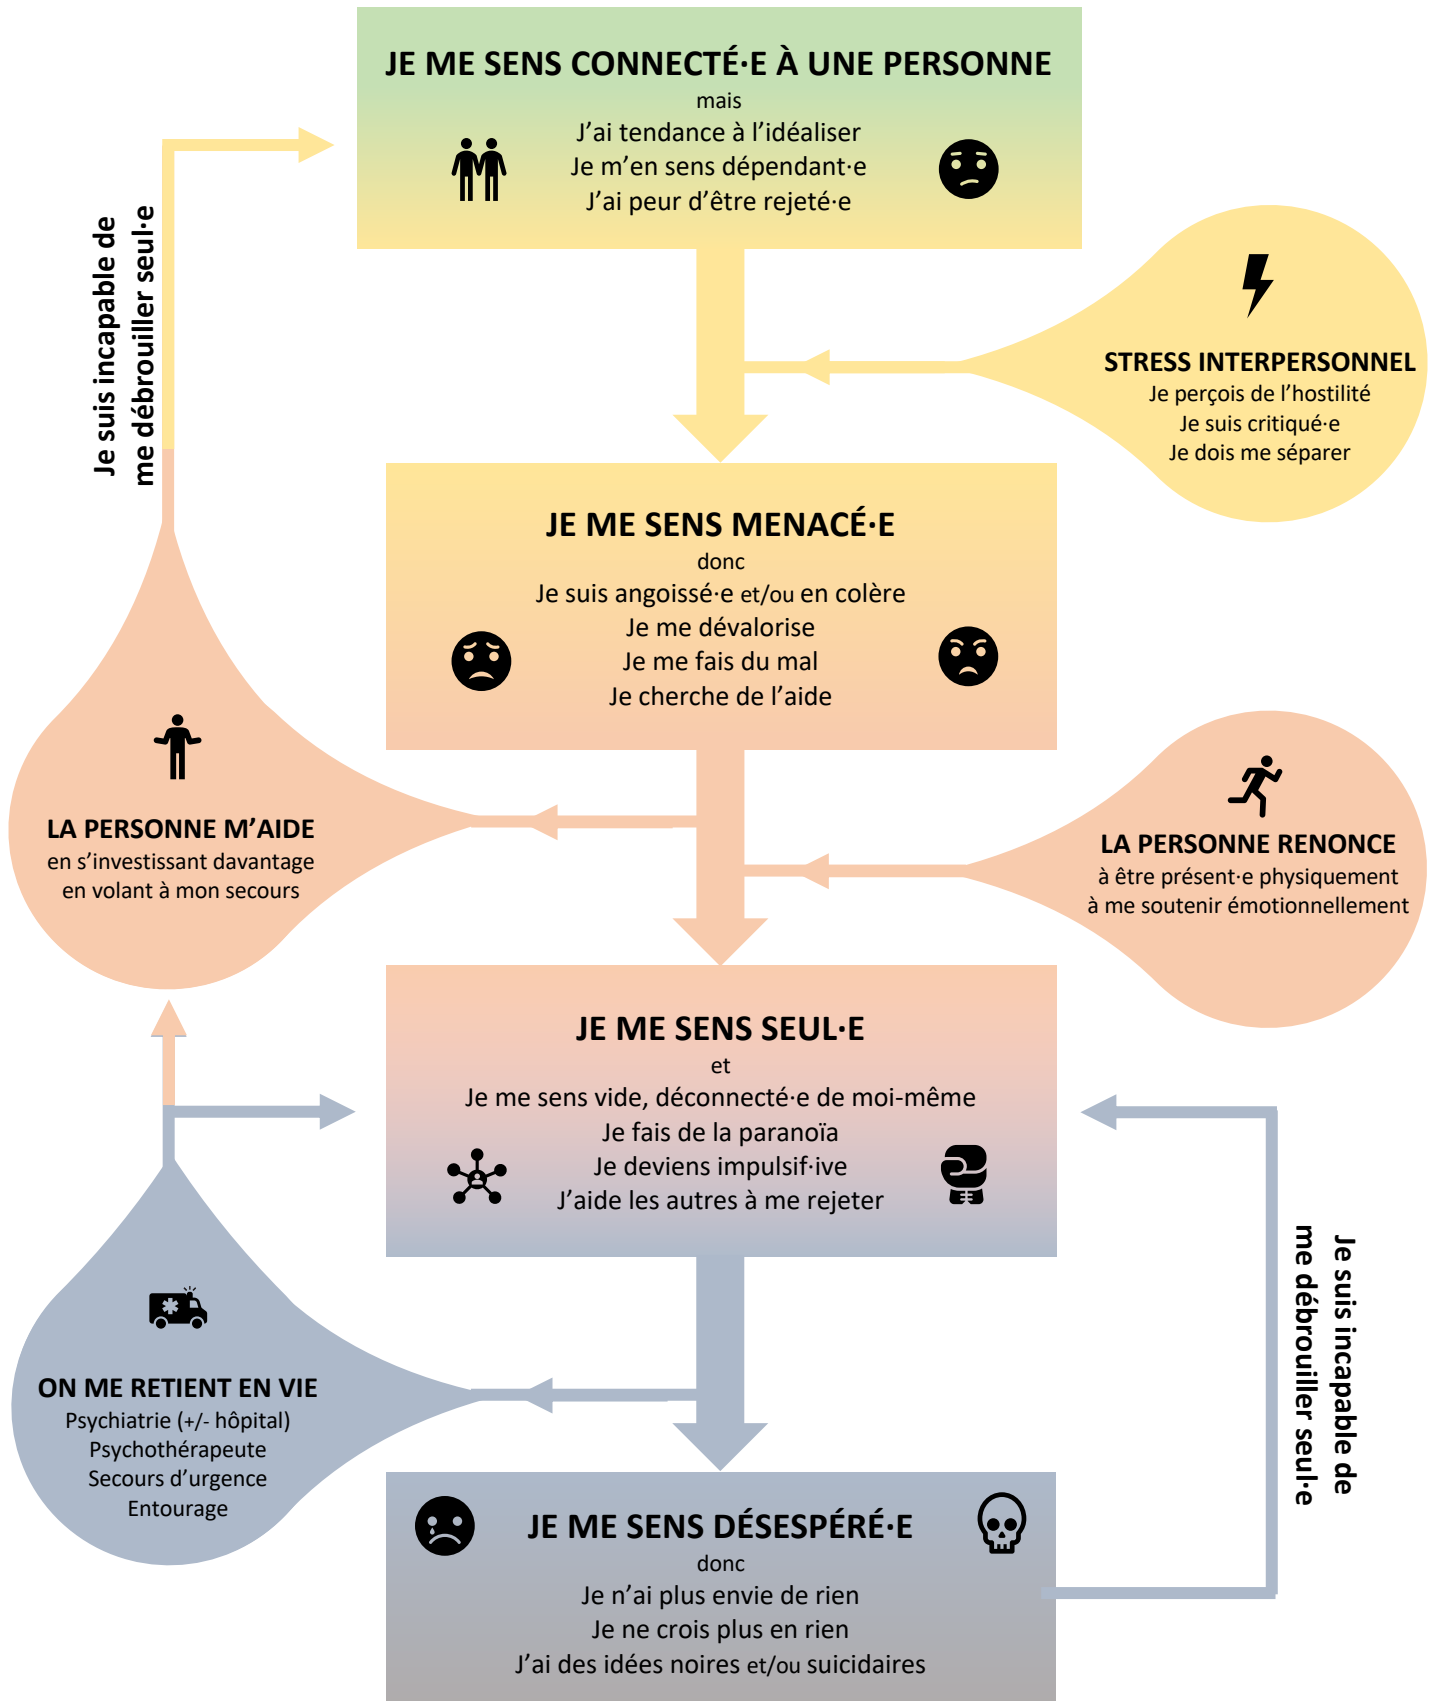 JE ME SENS CONNECTÉ·E À UNE PERSONNE
mais
J'ai tendance à l'idéaliser
Je m'en sens dépendant·e
J'ai peur d'être rejeté·e
Je suis incapable de
me débrouiller seul·e
STRESS INTERPERSONNEL
Je perçois de l'hostilité
Je suis critiqué·e
Je dois me séparer
JE ME SENS MENACÉ·E
donc
Je suis angoissé·e et/ou en colère
Je me dévalorise
Je me fais du mal
Je cherche de l'aide
LA PERSONNE M'AIDE
en s'investissant davantage
en volant à mon secours
LA PERSONNE RENONCE
à être présent·e physiquement
à me soutenir émotionnellement
JE ME SENS SEUL·E
et
Je me sens vide, déconnecté·e de moi-même
Je fais de la paranoïa
Je deviens impulsif·ive
J'aide les autres à me rejeter
Je suis incapable de
me débrouiller seul·e
ON ME RETIENT EN VIE
Psychiatrie (+/- hôpital)
Psychothérapeute
Secours d'urgence
Entourage
JE ME SENS DÉSESPÉRÉ·E
donc
Je n'ai plus envie de rien
Je ne crois plus en rien
J'ai des idées noires et/ou suicidaires